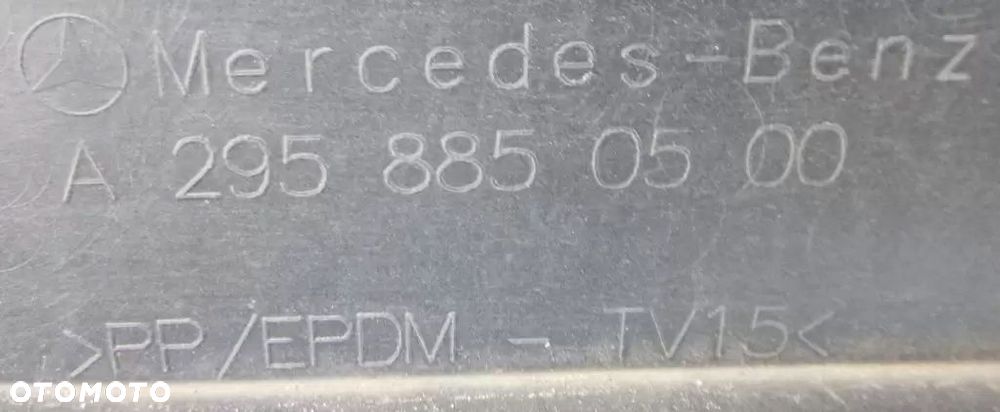 Mercedes-Benz
A 295 885 05 00
>PP/EPDM - TV15<
OTOMOTO